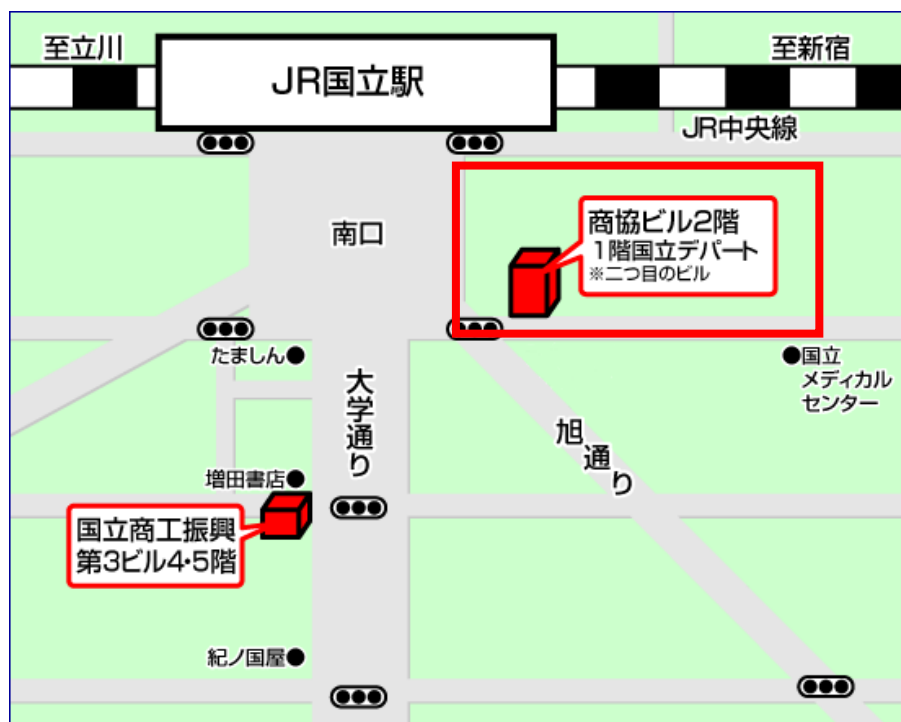 至立川
至新宿
JR国立駅
JR中央線
南口
商協ビル2階
1階国立デパート
※二つ目のビル
たましん
大学通り
国立
メディカル
センター
旭通り
増田書店
国立商工振興
第3ビル4・5階
紀ノ国屋